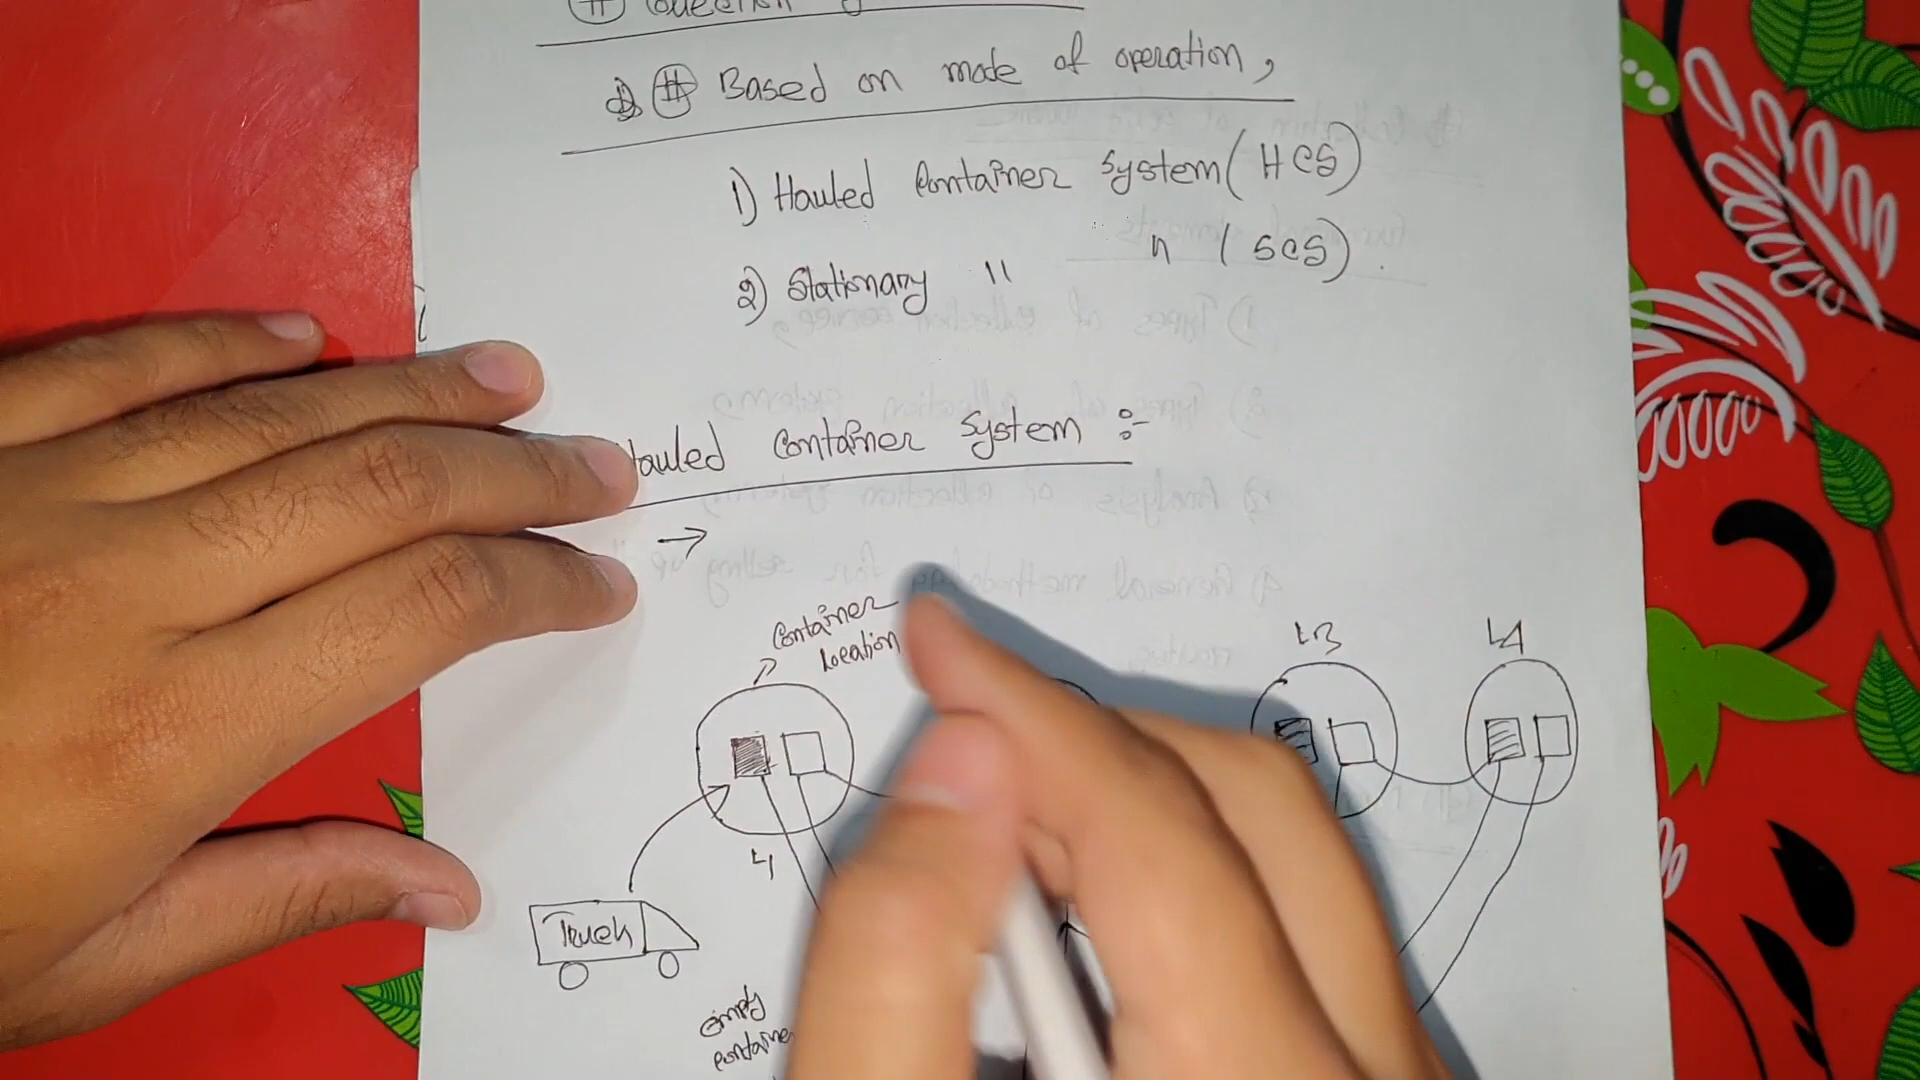 # Based on mode of operation,
1) Hauled Container System (HCS)
2) Stationary " " (SCS).
Hauled Container System :-
→
Container
Location
L3
L4
L1
Truck
empty
container